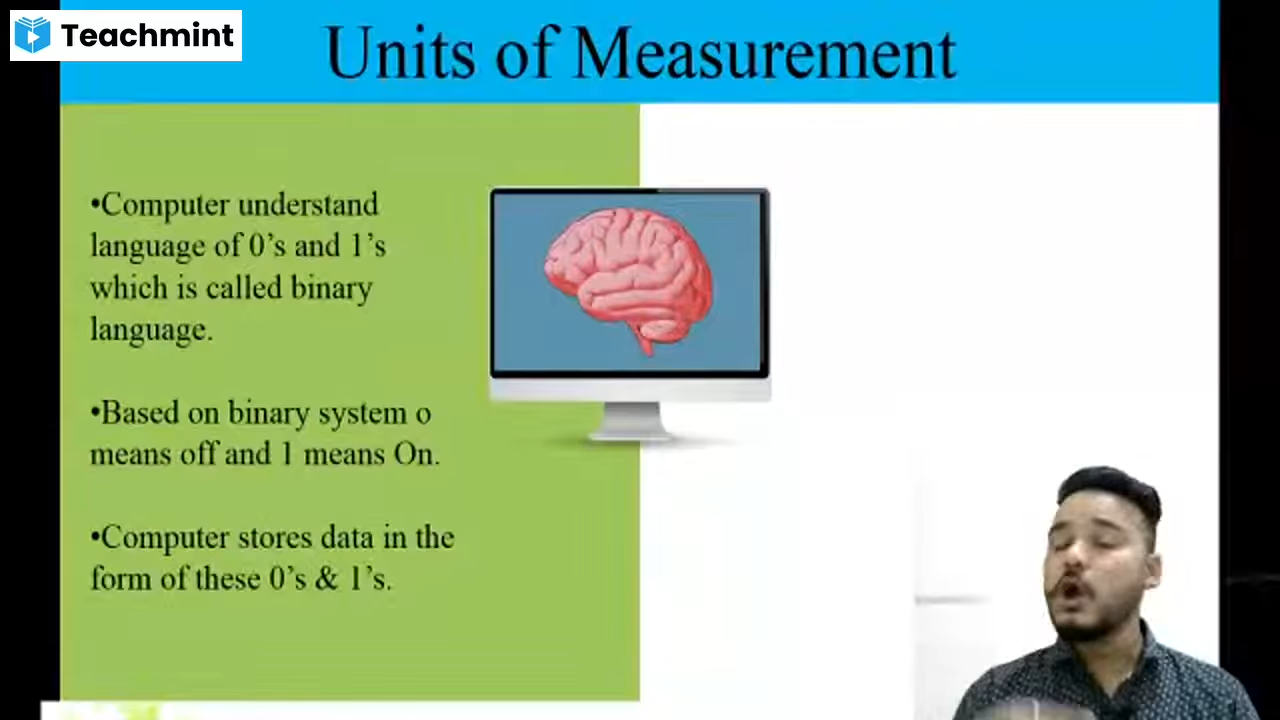 Teachmint
Units of Measurement
•Computer understand
language of 0’s and 1’s
which is called binary
language.
•Based on binary system o
means off and 1 means On.
•Computer stores data in the
form of these 0’s & 1’s.